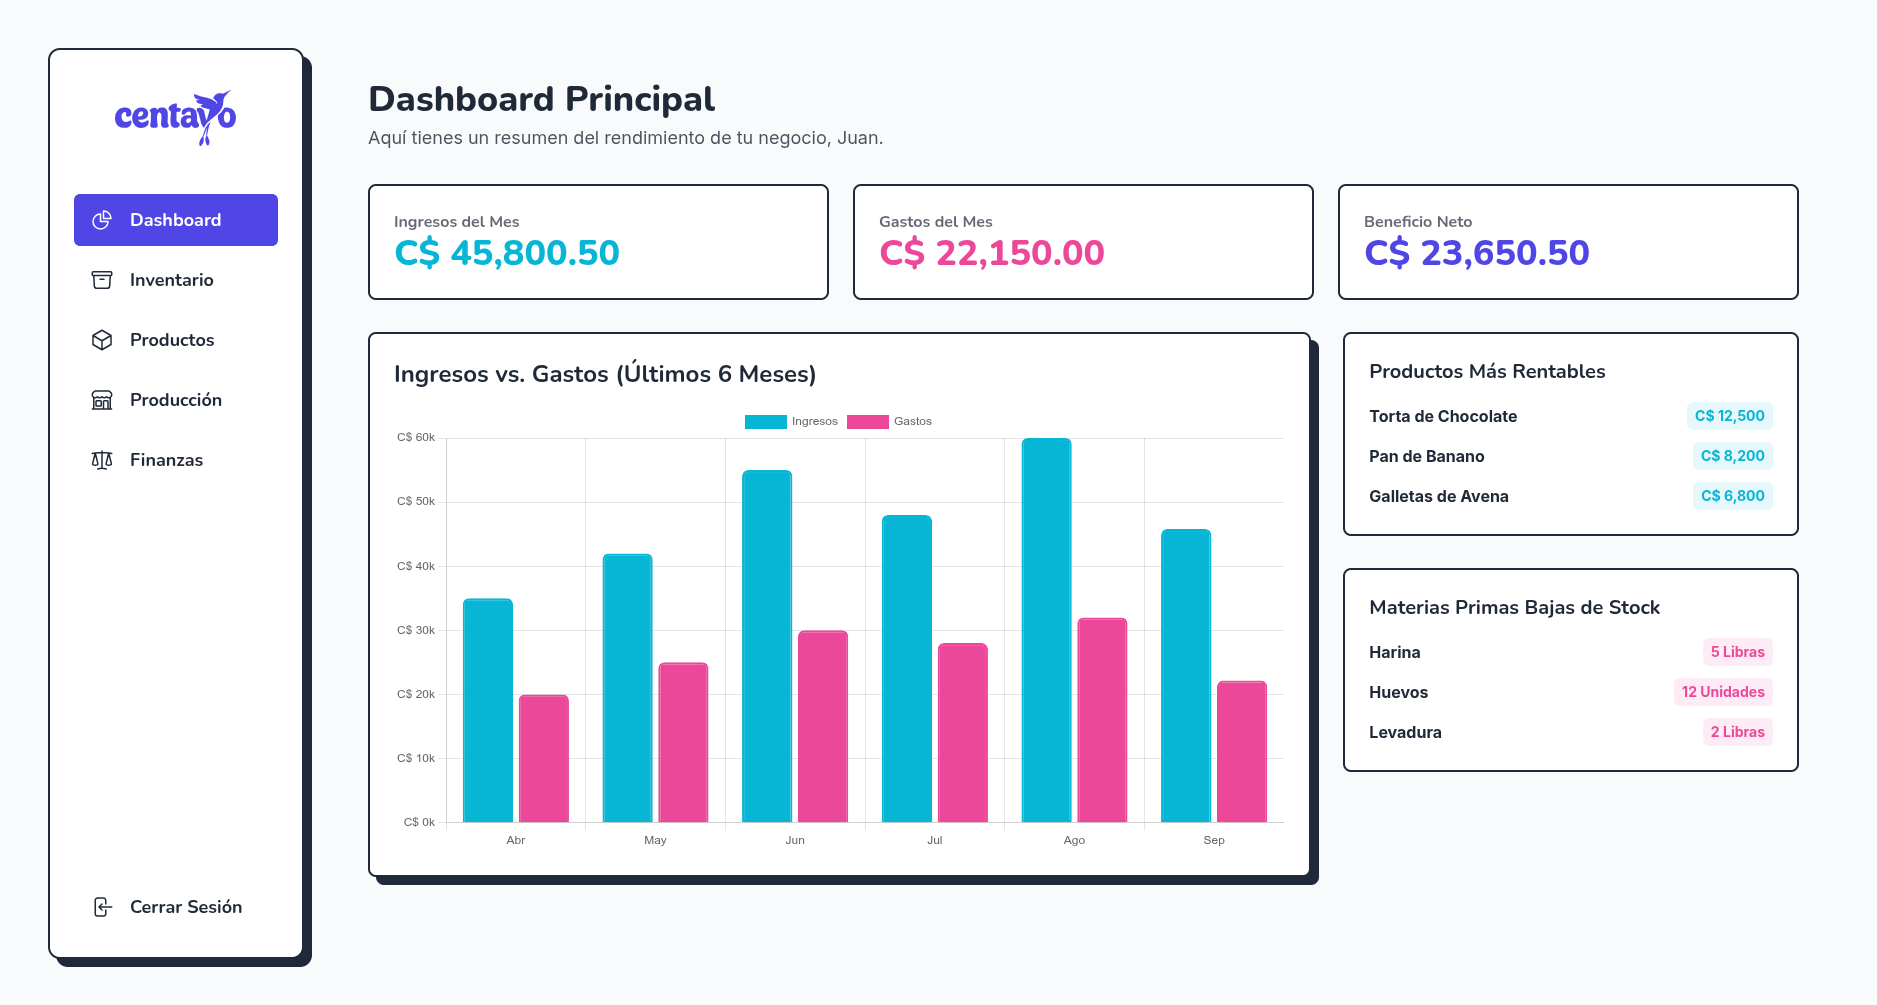 centavo
Dashboard
Inventario
Productos
Producción
Finanzas
Cerrar Sesión
Dashboard Principal
Aquí tienes un resumen del rendimiento de tu negocio, Juan.
Ingresos del Mes
C$ 45,800.50
Gastos del Mes
C$ 22,150.00
Beneficio Neto
C$ 23,650.50
Ingresos vs. Gastos (Últimos 6 Meses)
Ingresos Gastos
C$ 60k
C$ 50k
C$ 40k
C$ 30k
C$ 20k
C$ 10k
C$ 0k
Abr May Jun Jul Ago Sep
Productos Más Rentables
Torta de Chocolate C$ 12,500
Pan de Banano C$ 8,200
Galletas de Avena C$ 6,800
Materias Primas Bajas de Stock
Harina 5 Libras
Huevos 12 Unidades
Levadura 2 Libras